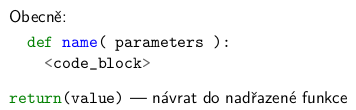 Obecně:
def name( parameters ):
<code_block>
return(value) — návrat do nadřazené funkce